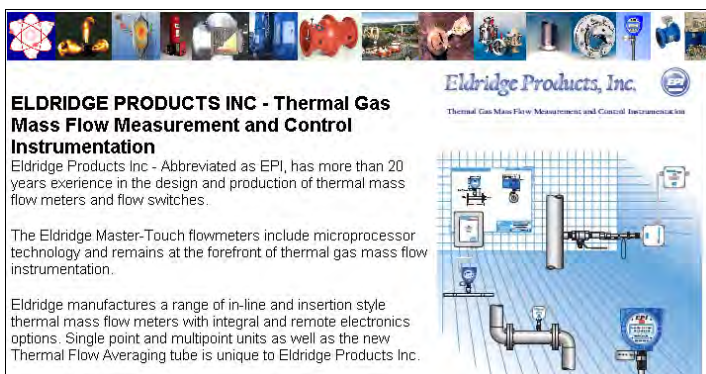 Eldridge Products, Inc.
EPI
Thermal Gas Mass Flow Measurement and Control Instrumentation
ELDRIDGE PRODUCTS INC - Thermal Gas
Mass Flow Measurement and Control
Instrumentation
Eldridge Products Inc - Abbreviated as EPI, has more than 20
years exerience in the design and production of thermal mass
flow meters and flow switches.
The Eldridge Master-Touch flowmeters include microprocessor
technology and remains at the forefront of thermal gas mass flow
instrumentation.
Eldridge manufactures a range of in-line and insertion style
thermal mass flow meters with integral and remote electronics
options. Single point and multipoint units as well as the new
Thermal Flow Averaging tube is unique to Eldridge Products Inc.
EPI